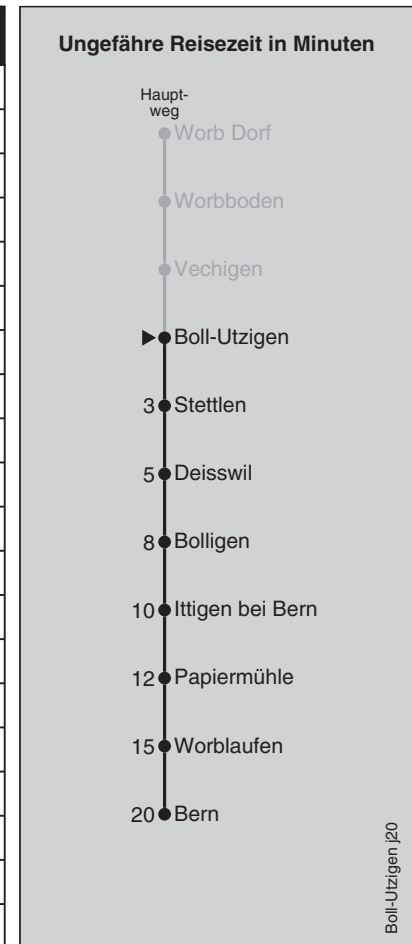 Ungefähre Reisezeit in Minuten
Haupt-
weg
Worb Dorf
Worbboden
Vechigen
Boll-Utzigen
3 Stettlen
5 Deisswil
8 Bolligen
10 Ittigen bei Bern
12 Papiermühle
15 Worblaufen
20 Bern
Boll-Utzigen j20